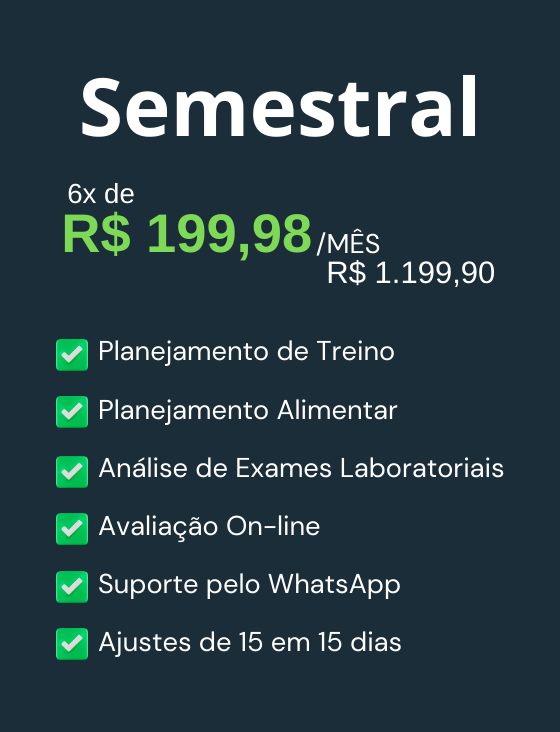 Semestral
6x de
R$ 199,98 /MÊS
R$ 1.199,90
Planejamento de Treino
Planejamento Alimentar
Análise de Exames Laboratoriais
Avaliação On-line
Suporte pelo WhatsApp
Ajustes de 15 em 15 dias